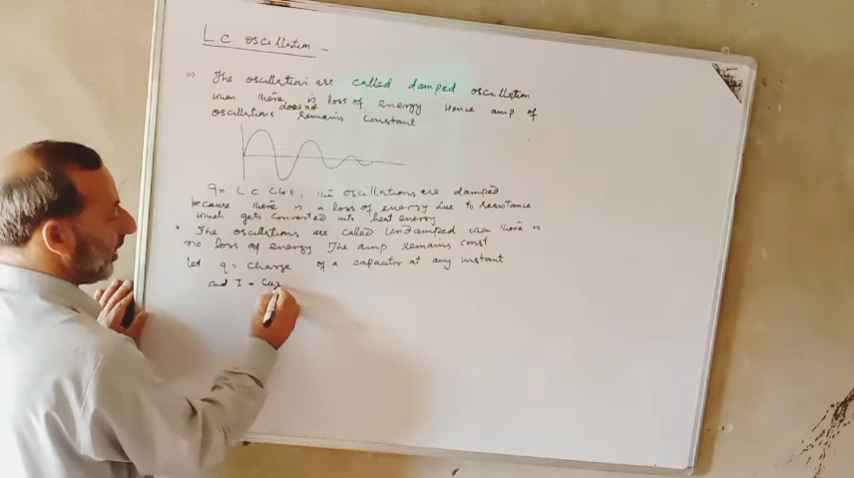 LC oscillation :-
=> The oscillation are called damped oscillation
when there is loss of energy Hence amp of
oscillations does not remains constant
In LC Ckt, the oscillations are damped
because there is a loss of energy due to resistance
which gets converted into heat energy
* The oscillations are called Undamped when there is
no loss of energy The amp remains const
Let q = charge of a capacitor at any instant
and I = Cur